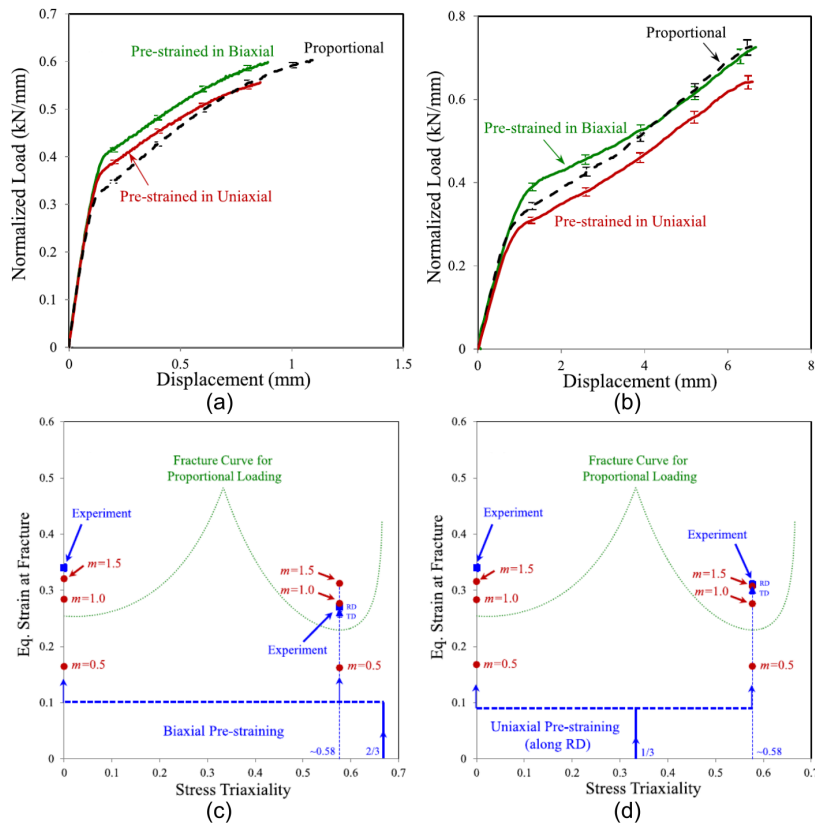 0.7
0.6
0.5
0.4
0.3
0.2
0.1
0
Normalized Load (kN/mm)
Pre-strained in Biaxial
Proportional
Pre-strained in Uniaxial
0
0.5
1
1.5
Displacement (mm)
(a)
0.8
0.6
0.4
0.2
0
Normalized Load (kN/mm)
Proportional
Pre-strained in Biaxial
Pre-strained in Uniaxial
0
2
4
6
8
Displacement (mm)
(b)
0.6
0.5
0.4
0.3
0.2
0.1
0
Eq. Strain at Fracture
Fracture Curve for
Proportional Loading
Experiment
m=1.5
m=1.0
m=0.5
m=1.5
m=1.0
RD
TD
Experiment
m=0.5
Biaxial Pre-straining
~0.58
2/3
0
0.1
0.2
0.3
0.4
0.5
0.6
0.7
Stress Triaxiality
(c)
0.6
0.5
0.4
0.3
0.2
0.1
0
Eq. Strain at Fracture
Fracture Curve for
Proportional Loading
Experiment
m=1.5
m=1.0
m=0.5
Experiment
m=1.5
RD
m=1.0
TD
m=0.5
Uniaxial Pre-straining
(along RD)
1/3
~0.58
0
0.1
0.2
0.3
0.4
0.5
0.6
0.7
Stress Triaxiality
(d)